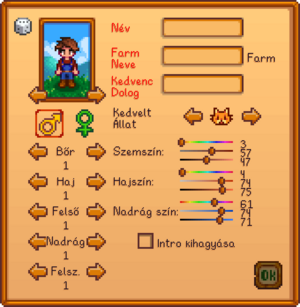 Név
Farm
Neve
Farm
Kedvenc
Dolog
Kedvelt
Állat
Bőr
1
Szemszín:
3
57
47
Haj
1
Hajszín:
4
74
75
Felső
1
Nadrág szín:
61
74
71
Nadrág
1
Intro kihagyása
Felsz.
1
OK